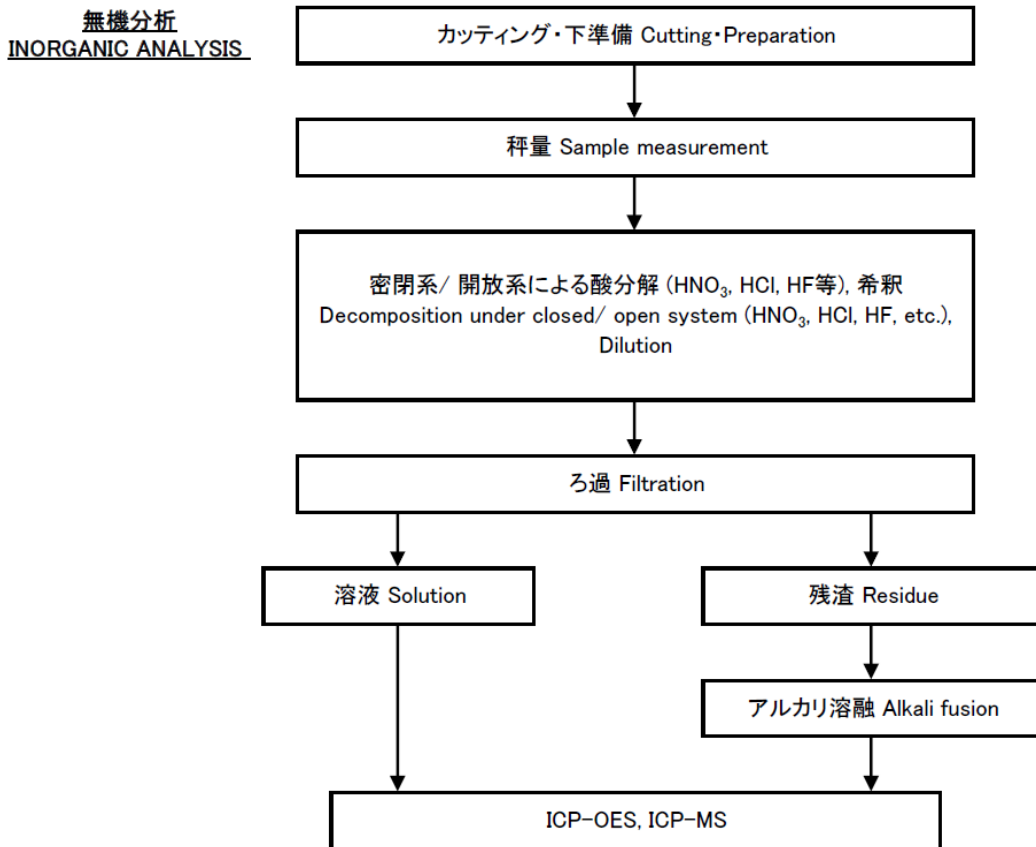 無機分析
INORGANIC ANALYSIS
カッティング・下準備 Cutting・Preparation
秤量 Sample measurement
密閉系/ 開放系による酸分解 (HNO₃, HCl, HF等), 希釈
Decomposition under closed/ open system (HNO₃, HCl, HF, etc.),
Dilution
ろ過 Filtration
溶液 Solution
残渣 Residue
アルカリ溶融 Alkali fusion
ICP-OES, ICP-MS